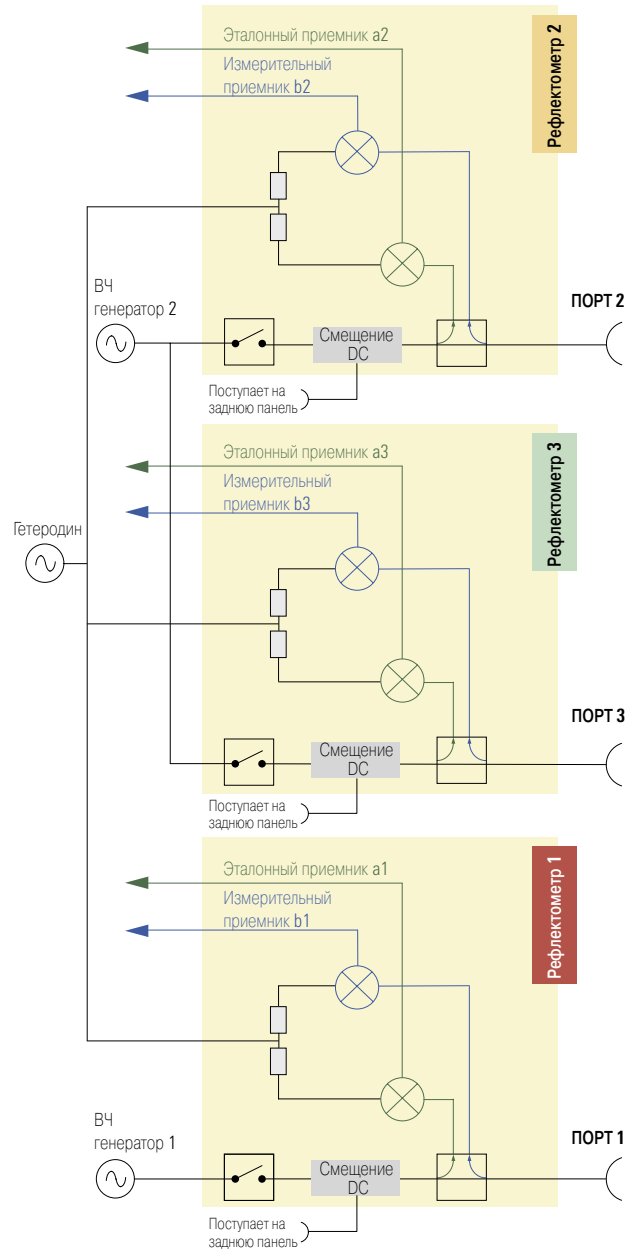 Эталонный приемник a2
Измерительный
приемник b2
Рефлектометр 2
ВЧ
генератор 2
ПОРТ 2
Смещение
DC
Поступает на
заднюю панель
Эталонный приемник a3
Измерительный
приемник b3
Рефлектометр 3
Гетеродин
ПОРТ 3
Смещение
DC
Поступает на
заднюю панель
Эталонный приемник a1
Измерительный
приемник b1
Рефлектометр 1
ВЧ
генератор 1
ПОРТ 1
Смещение
DC
Поступает на
заднюю панель